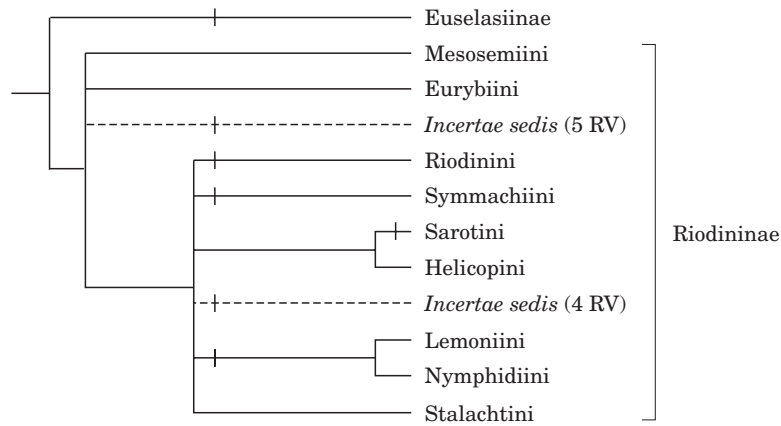 Euselasiinae
Mesosemiini
Eurybiini
Incertae sedis (5 RV)
Riodinini
Symmachiini
Sarotini
Helicopini
Incertae sedis (4 RV)
Lemoniini
Nymphidiini
Stalachtini
Riodininae